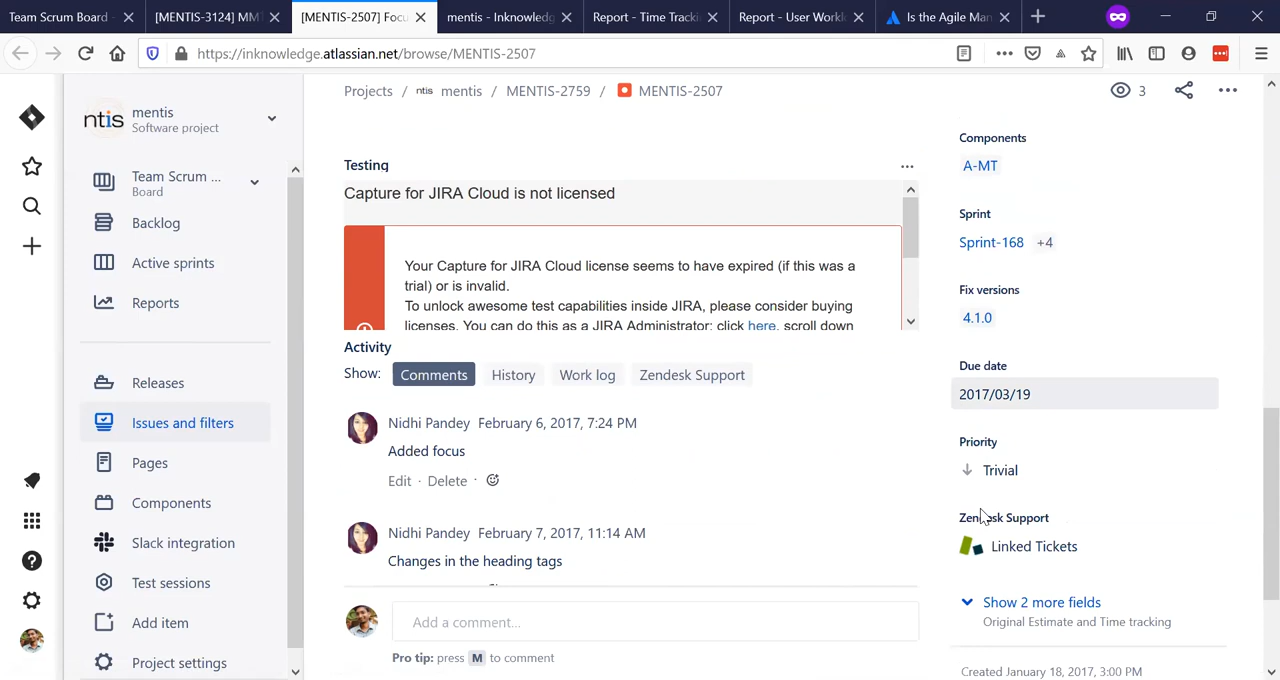 Team Scrum Board -
[MENTIS-3124] MMT
[MENTIS-2507] Focu
mentis - Inknowledg
Report - Time Tracki
Report - User Workl
Is the Agile Man
https://inknowledge.atlassian.net/browse/MENTIS-2507
Projects / ntis mentis / MENTIS-2759 / MENTIS-2507
3
ntis
mentis
Software project
Team Scrum ...
Board
Backlog
Active sprints
Reports
Releases
Issues and filters
Pages
Components
Slack integration
Test sessions
Add item
Project settings
Testing
Capture for JIRA Cloud is not licensed
Your Capture for JIRA Cloud license seems to have expired (if this was a
trial) or is invalid.
To unlock awesome test capabilities inside JIRA, please consider buying
licenses. You can do this as a JIRA Administrator: click here, scroll down
Activity
Show: Comments History Work log Zendesk Support
Nidhi Pandey February 6, 2017, 7:24 PM
Added focus
Edit · Delete ·
Nidhi Pandey February 7, 2017, 11:14 AM
Changes in the heading tags
Add a comment...
Pro tip: press M to comment
Components
A-MT
Sprint
Sprint-168 +4
Fix versions
4.1.0
Due date
2017/03/19
Priority
Trivial
Zendesk Support
Linked Tickets
Show 2 more fields
Original Estimate and Time tracking
Created January 18, 2017, 3:00 PM